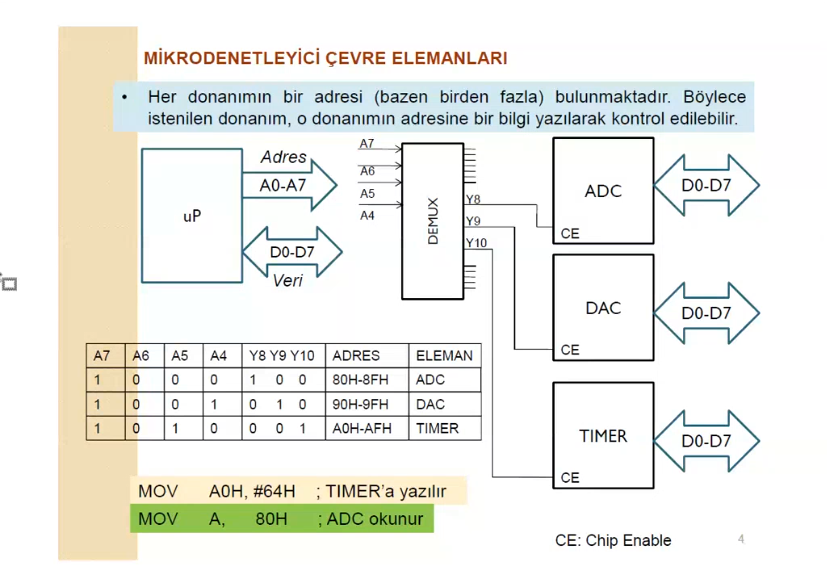 MİKRODENETLEYİCİ ÇEVRE ELEMANLARI
• Her donanımın bir adresi (bazen birden fazla) bulunmaktadır. Böylece
istenilen donanım, o donanımın adresine bir bilgi yazılarak kontrol edilebilir.
uP
Adres
A0-A7
D0-D7
Veri
A7
A6
A5
A4
DEMUX
Y8
Y9
Y10
ADC
CE
D0-D7
DAC
CE
D0-D7
TIMER
CE
D0-D7
A7 A6 A5 A4 Y8 Y9 Y10 ADRES ELEMAN
1 0 0 0 1 0 0 80H-8FH ADC
1 0 0 1 0 1 0 90H-9FH DAC
1 0 1 0 0 0 1 A0H-AFH TIMER
MOV A0H, #64H ; TIMER'a yazılır
MOV A, 80H ; ADC okunur
CE: Chip Enable
4